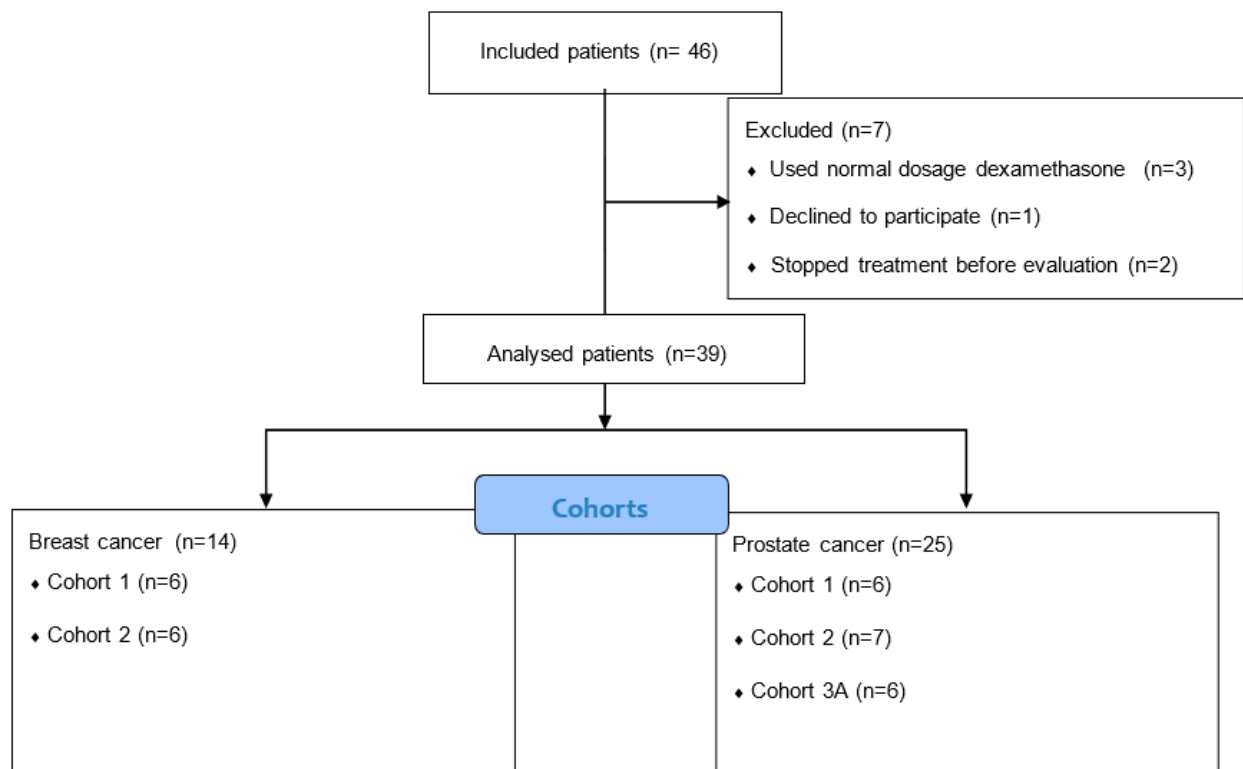 Included patients (n= 46)
Excluded (n=7)
⬧ Used normal dosage dexamethasone (n=3)
⬧ Declined to participate (n=1)
⬧ Stopped treatment before evaluation (n=2)
Analysed patients (n=39)
Cohorts
Breast cancer (n=14)
⬧ Cohort 1 (n=6)
⬧ Cohort 2 (n=6)
Prostate cancer (n=25)
⬧ Cohort 1 (n=6)
⬧ Cohort 2 (n=7)
⬧ Cohort 3A (n=6)